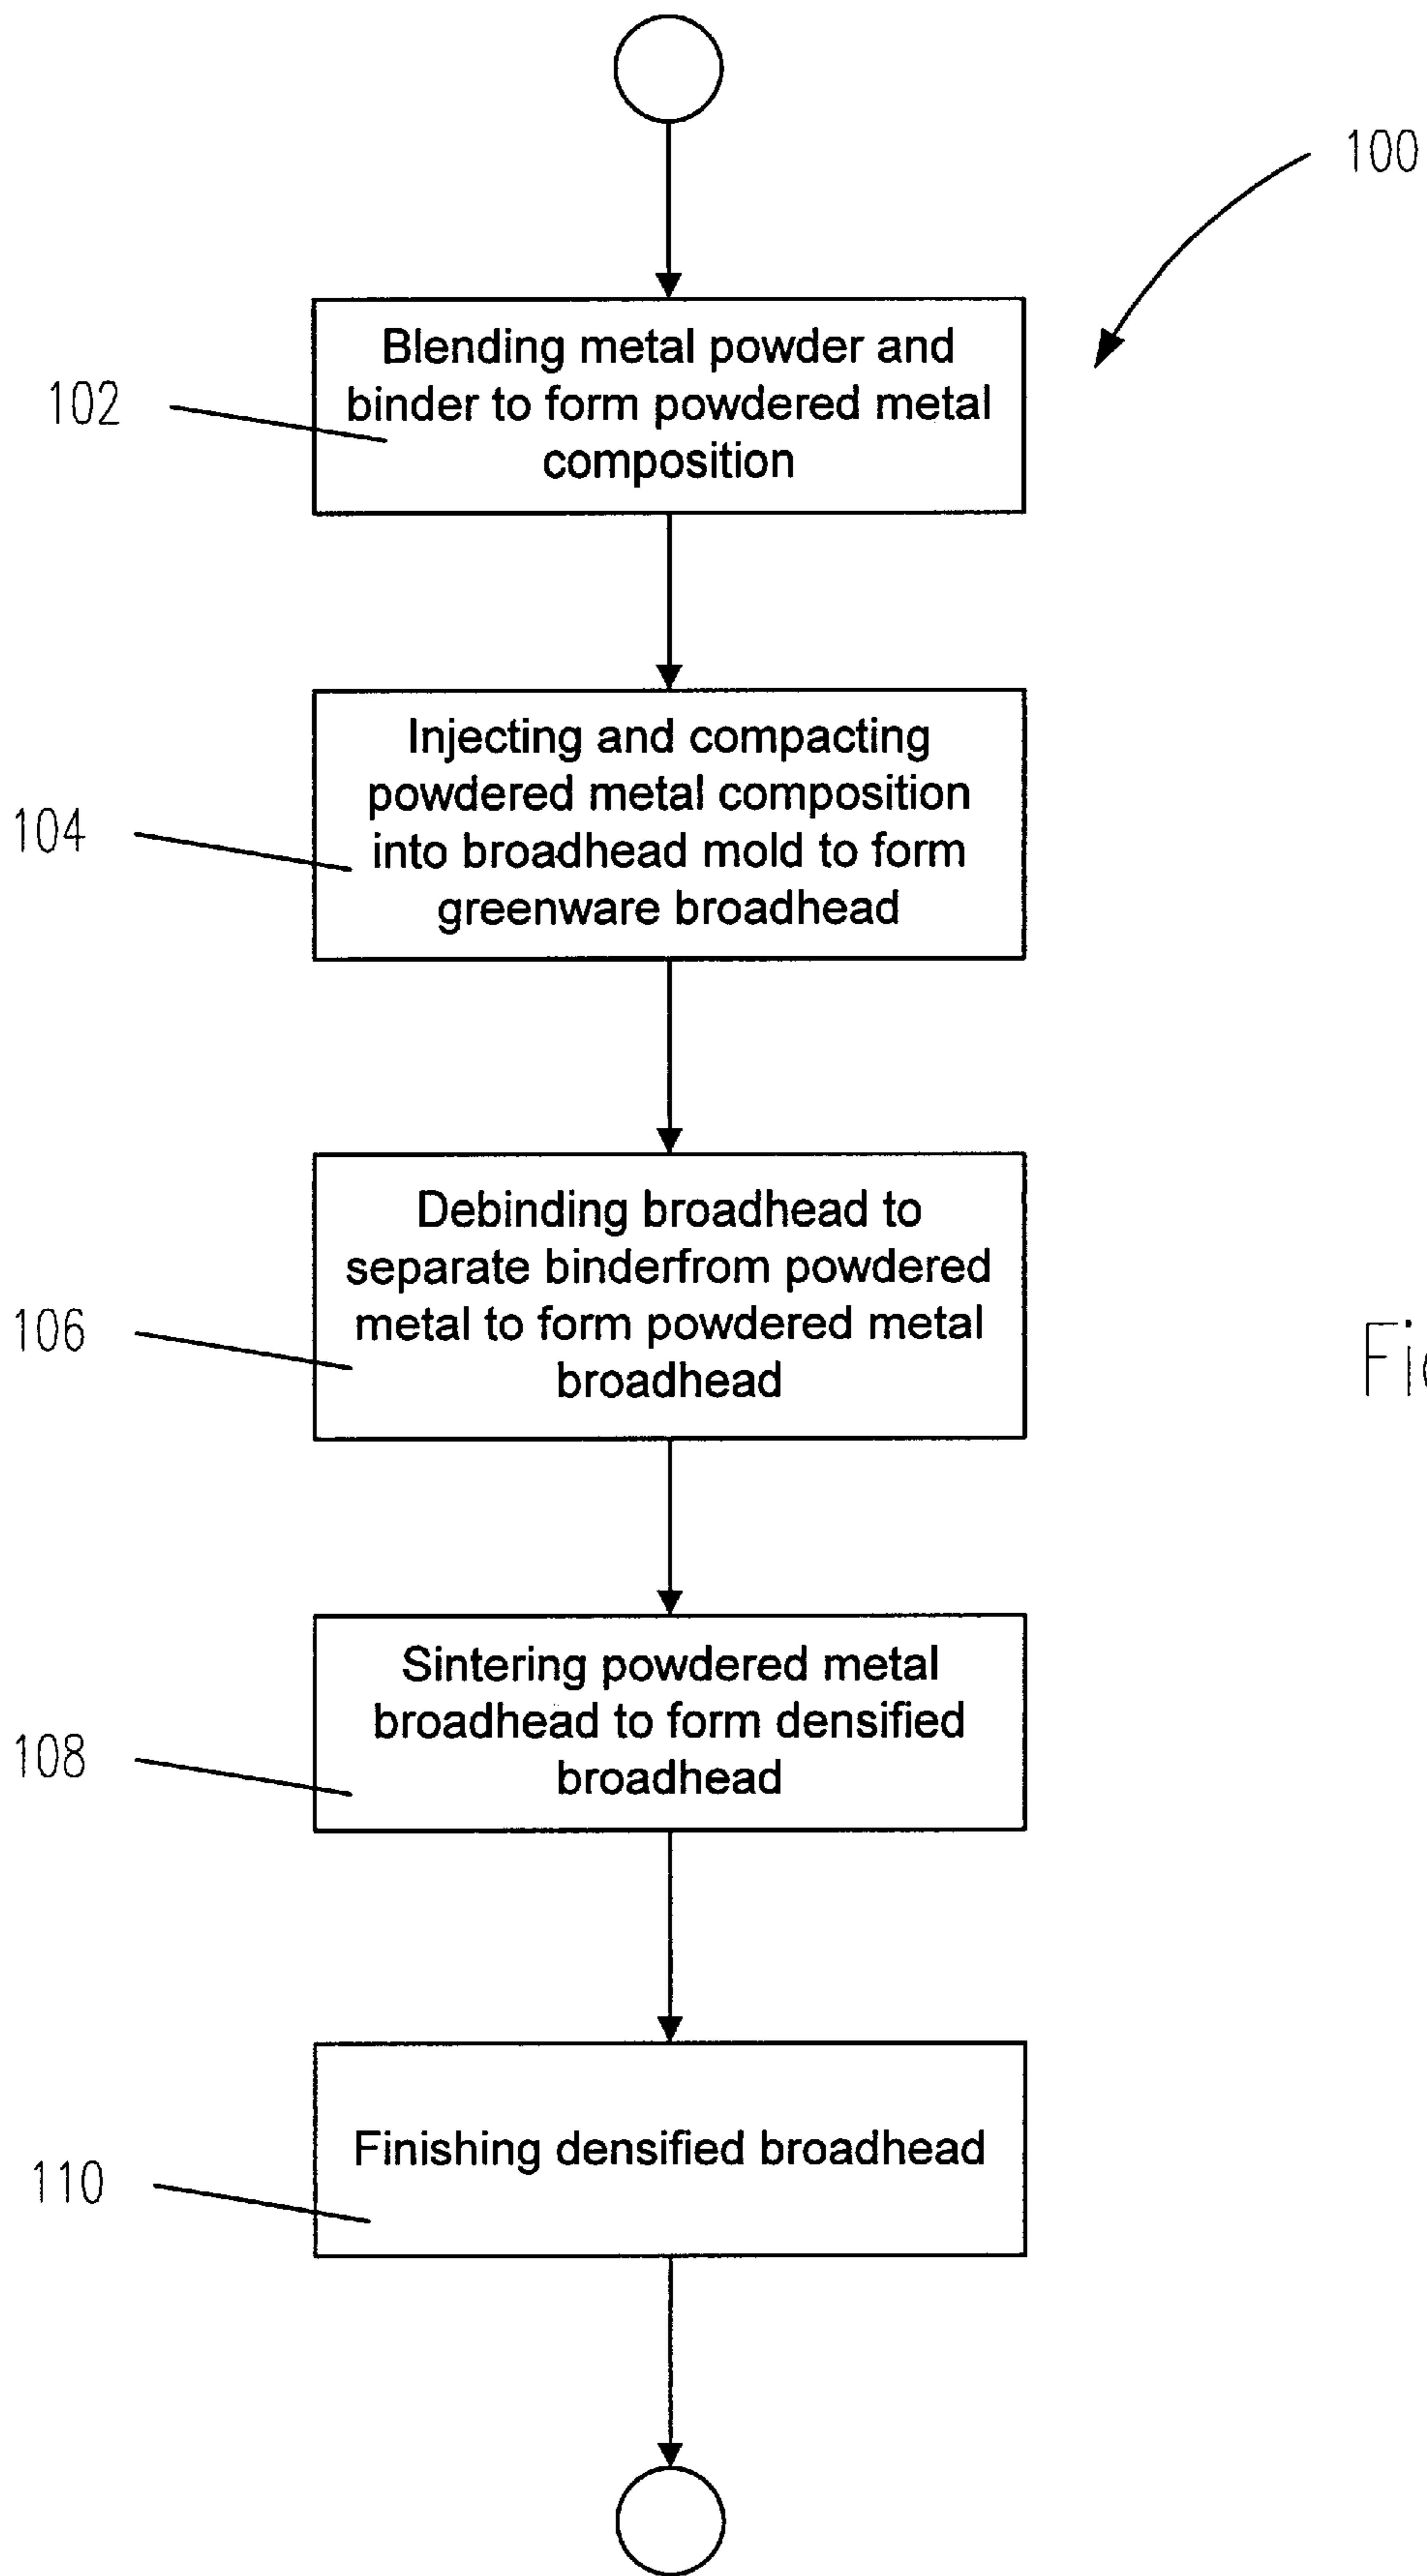 100
Blending metal powder and
binder to form powdered metal
composition
102
Injecting and compacting
powdered metal composition
into broadhead mold to form
greenware broadhead
104
Debinding broadhead to
separate binderfrom powdered
metal to form powdered metal
broadhead
106
Sintering powdered metal
broadhead to form densified
broadhead
108
Finishing densified broadhead
110